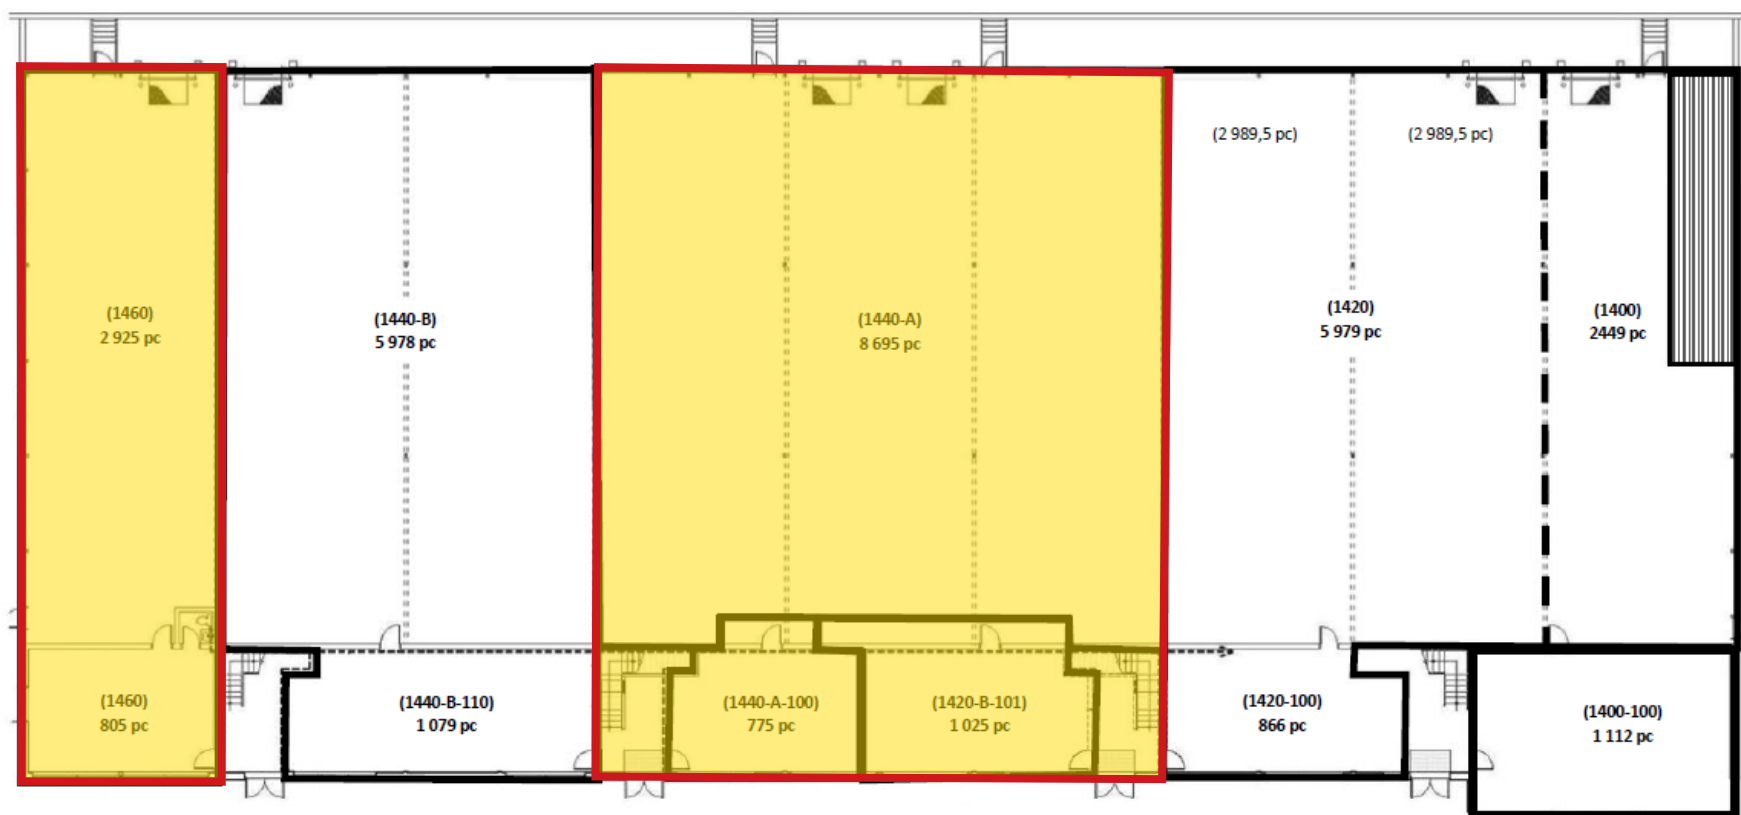 (2 989,5 pc)
(2 989,5 pc)
(1460)
2 925 pc
(1440-B)
5 978 pc
(1440-A)
8 695 pc
(1420)
5 979 pc
(1400)
2449 pc
(1460)
805 pc
(1440-B-110)
1 079 pc
(1440-A-100)
775 pc
(1420-B-101)
1 025 pc
(1420-100)
866 pc
(1400-100)
1 112 pc